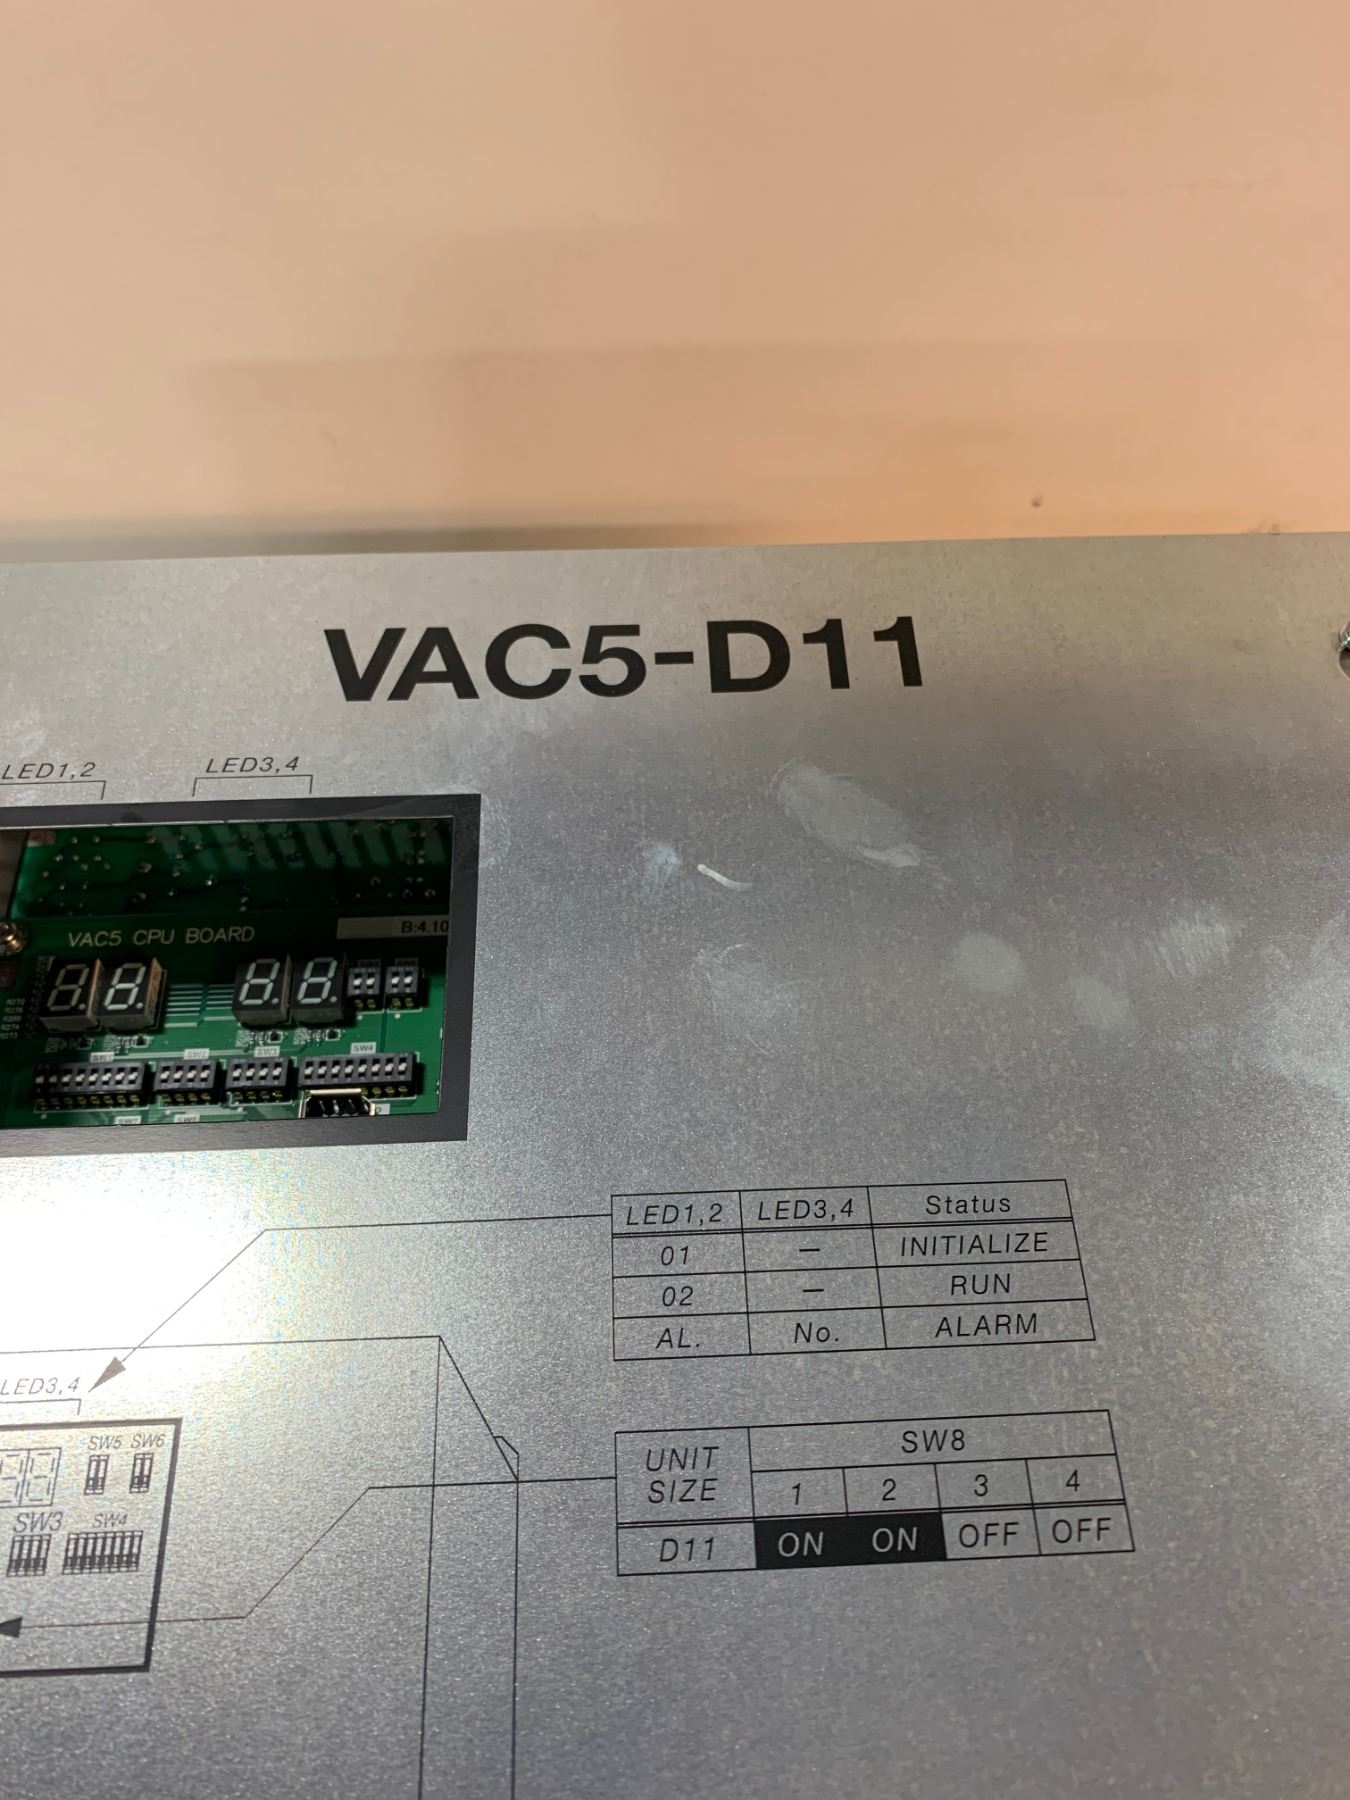 VAC5-D11
LED1,2
LED3,4
VAC5 CPU BOARD
B:4.10
SW3
SW4
LED1,2 LED3,4 Status
01 — INITIALIZE
02 — RUN
AL. No. ALARM
LED3,4
SW5 SW6
SW3 SW4
UNIT SIZE SW8
1 2 3 4
D11 ON ON OFF OFF